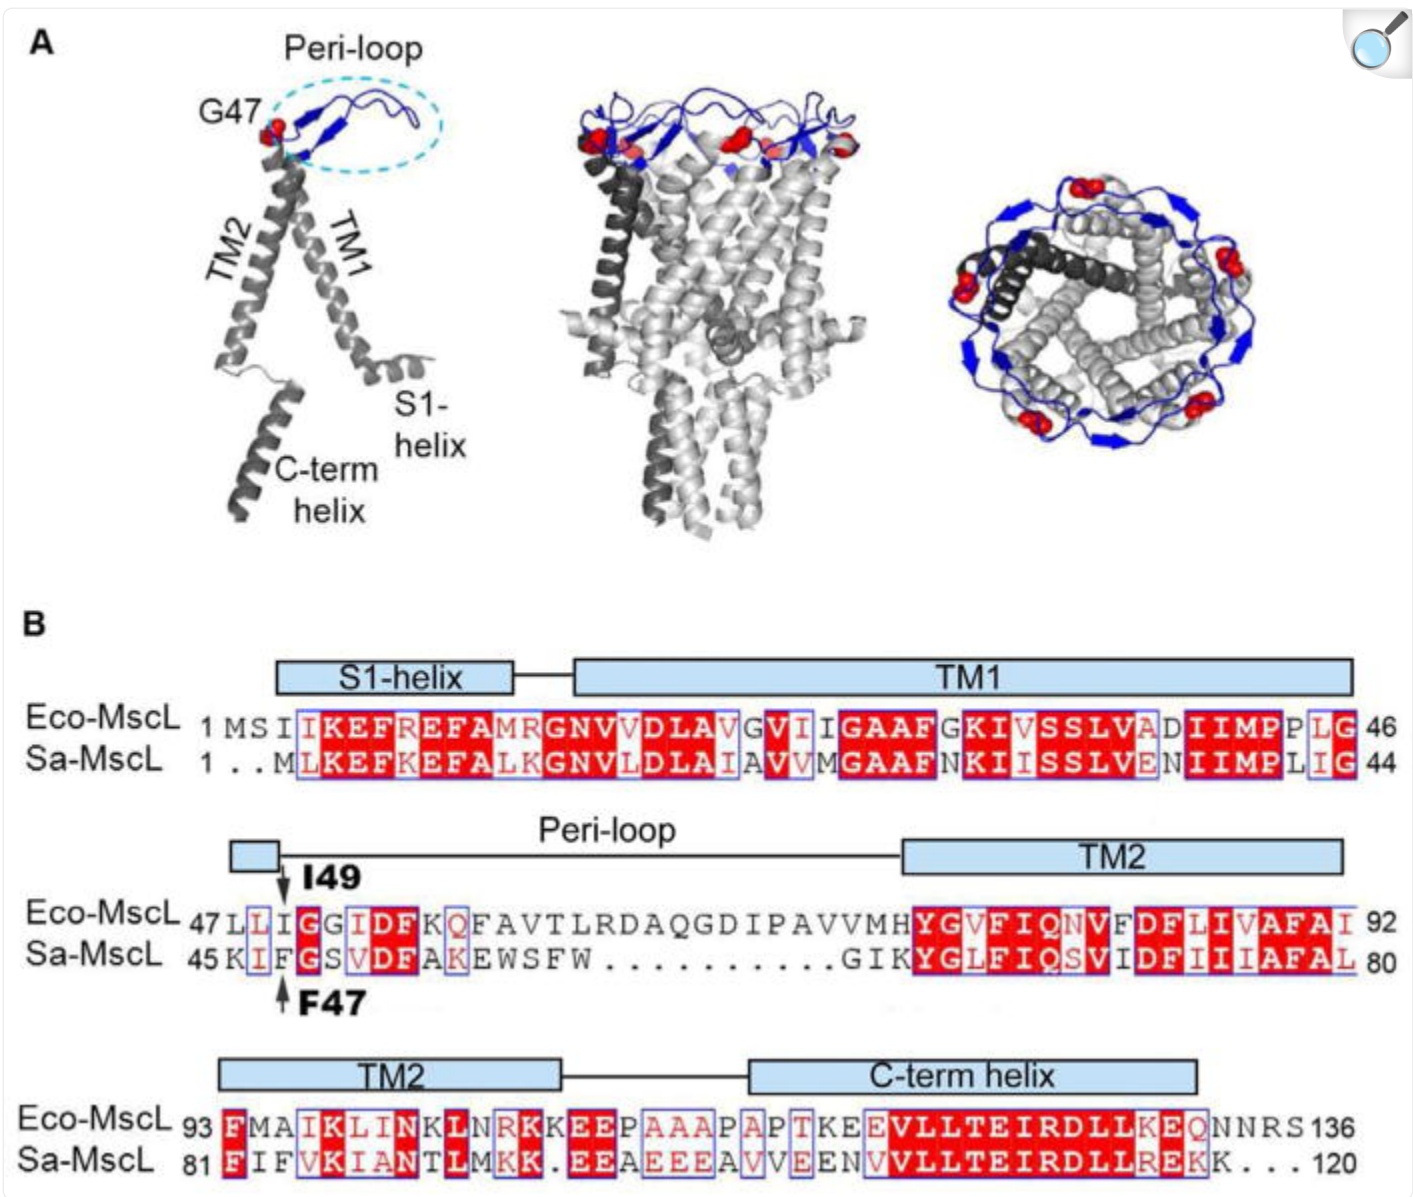 A
Peri-loop
G47
TM2
TM1
S1-
helix
C-term
helix
B
S1-helix TM1
Eco-MscL 1 MSIIKEFREFAMRGNVVDLAVGVIIGAAFGKIVSSLVADIIMPPLG 46
Sa-MscL 1 ..MLKEFKEFALKGNVLDLAIAVVMGAAFNKIISSLVENIIMPLIG 44
Peri-loop
TM2
I49
Eco-MscL 47 LLIGGIDFKQFAVTLRDAQGDIPAVVMHYGVFIQNVFDFLIVAFAI 92
Sa-MscL 45 KIFGSVDFAKEWSFW..........GIKYGLFIQSVIDFIIIAFAL 80
F47
TM2 C-term helix
Eco-MscL 93 FMAIKLINKLNRKKEEPAAAPAPTKEEVLLTEIRDLLKEQNNRS 136
Sa-MscL 81 FIFVKIANTLMKK.EEAEEEAVVEENVVLLTEIRDLLREKK... 120